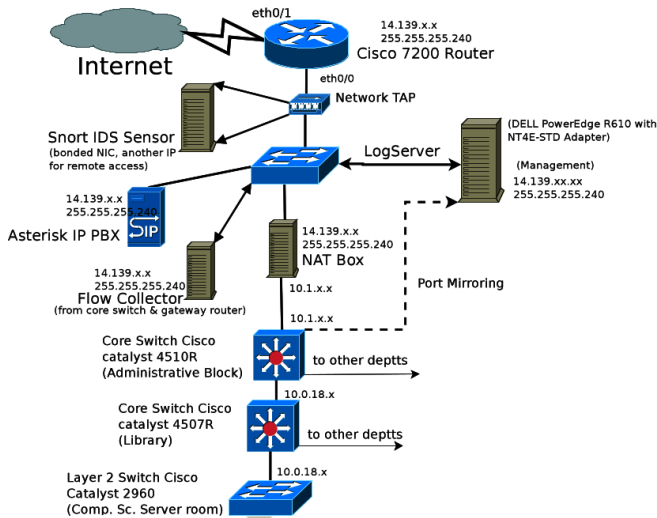 eth0/1
14.139.x.x
255.255.255.240
Cisco 7200 Router
Internet
eth0/0
Network TAP
Snort IDS Sensor
(bonded NIC, another IP
for remote access)
LogServer
(DELL PowerEdge R610 with
NT4E-STD Adapter)
(Management)
14.139.xx.xx
255.255.255.240
14.139.x.x
255.255.255.240
IP
Asterisk IP PBX
14.139.x.x
255.255.255.240
NAT Box
14.139.x.x
255.255.255.240
Flow Collector
(from core switch & gateway router)
10.1.x.x
Port Mirroring
10.1.x.x
Core Switch Cisco
catalyst 4510R
(Administrative Block)
to other deptts
10.0.18.x
Core Switch Cisco
catalyst 4507R
(Library)
to other deptts
10.0.18.x
Layer 2 Switch Cisco
Catalyst 2960
(Comp. Sc. Server room)